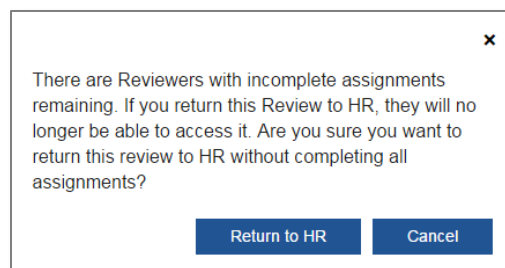 ×
There are Reviewers with incomplete assignments
remaining. If you return this Review to HR, they will no
longer be able to access it. Are you sure you want to
return this review to HR without completing all
assignments?
Return to HR Cancel